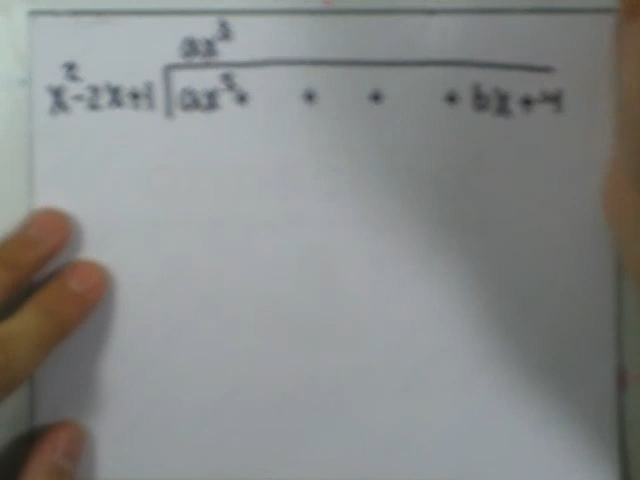 ax³
x²-2x+1 ax⁵+ + + + bx+4